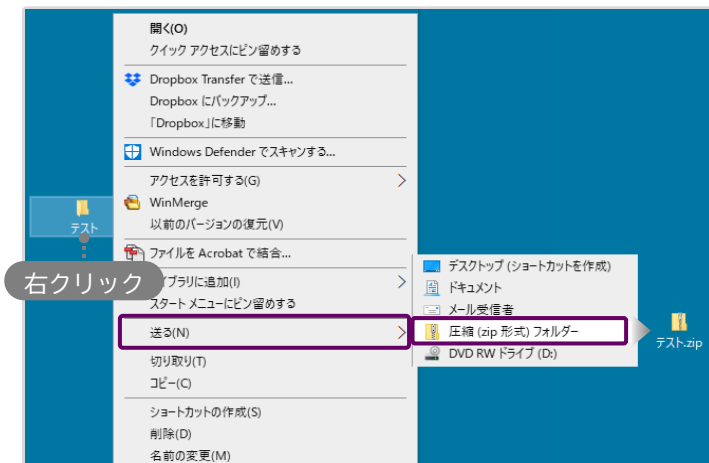 開く(O)
クイック アクセスにピン留めする
Dropbox Transfer で送信...
Dropbox にバックアップ...
「Dropbox」に移動
Windows Defender でスキャンする...
アクセスを許可する(G)
WinMerge
以前のバージョンの復元(V)
テスト
ファイルを Acrobat で結合...
右クリック
イブラリに追加(I)
スタート メニューにピン留めする
送る(N)
デスクトップ (ショートカットを作成)
ドキュメント
メール受信者
圧縮 (zip 形式) フォルダー
DVD RW ドライブ (D:)
テスト.zip
切り取り(T)
コピー(C)
ショートカットの作成(S)
削除(D)
名前の変更(M)